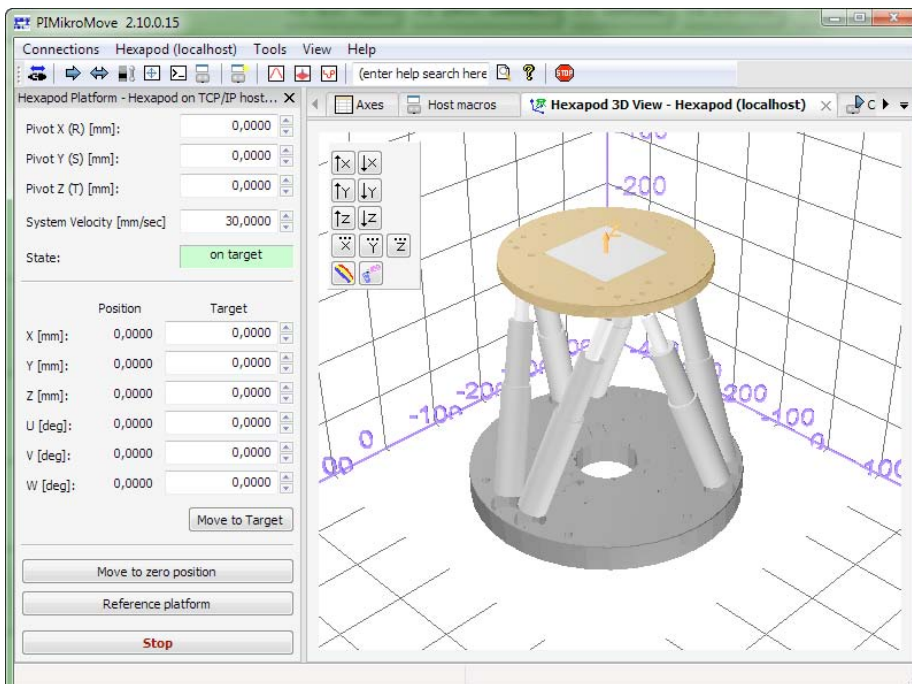 PIMikroMove 2.10.0.15
Connections Hexapod (localhost) Tools View Help
(enter help search here STOP
Hexapod Platform - Hexapod on TCP/IP host...
Axes Host macros Hexapod 3D View - Hexapod (localhost) C
Pivot X (R) [mm]: 0,0000
Pivot Y (S) [mm]: 0,0000
Pivot Z (T) [mm]: 0,0000
System Velocity [mm/sec] 30,0000
State: on target
Position Target
X [mm]: 0,0000 0,0000
Y [mm]: 0,0000 0,0000
Z [mm]: 0,0000 0,0000
U [deg]: 0,0000 0,0000
V [deg]: 0,0000 0,0000
W [deg]: 0,0000 0,0000
Move to Target
Move to zero position
Reference platform
Stop
X X
Y Y
Z Z
X Y Z
-200
Z
-200
-100
0
200
-100
0
100